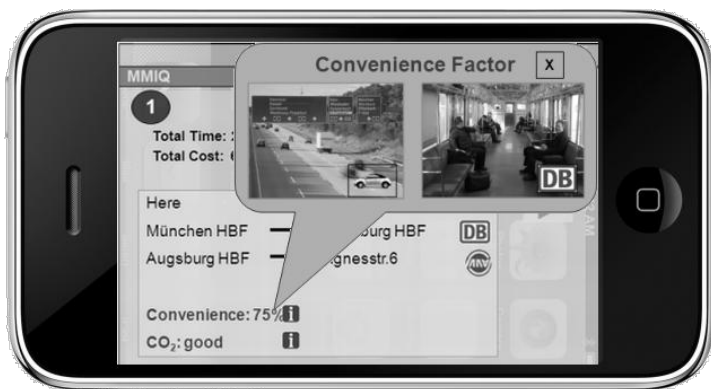 Convenience Factor X
MMIQ
1
Total Time:
Total Cost:
DB
Here
München HBF — burg HBF DB
Augsburg HBF — gnesstr.6
Convenience: 75% i
CO₂: good i
AM